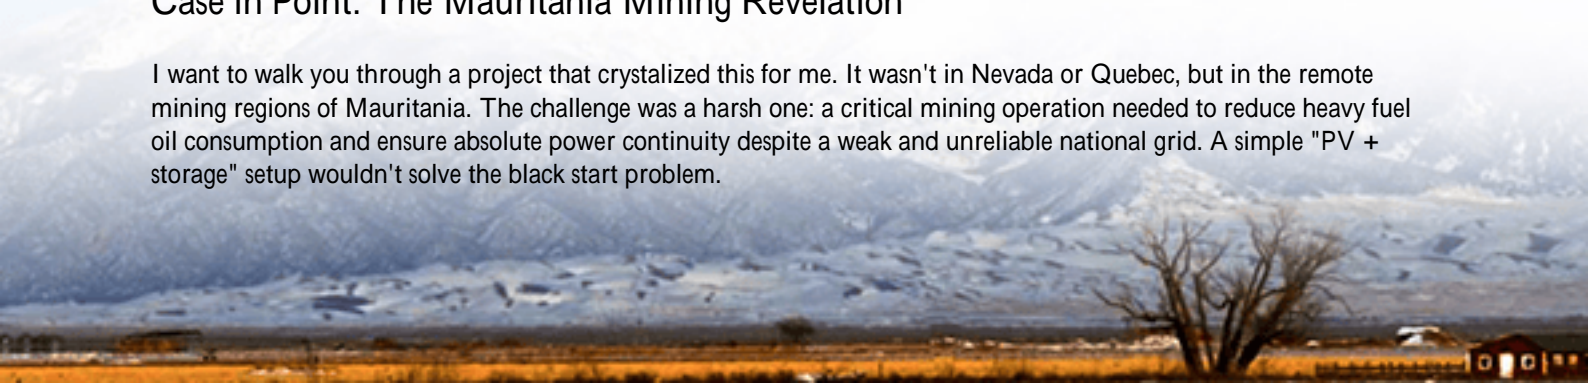 Case in Point: The Mauritania Mining Revelation
I want to walk you through a project that crystalized this for me. It wasn't in Nevada or Quebec, but in the remote
mining regions of Mauritania. The challenge was a harsh one: a critical mining operation needed to reduce heavy fuel
oil consumption and ensure absolute power continuity despite a weak and unreliable national grid. A simple "PV +
storage" setup wouldn't solve the black start problem.